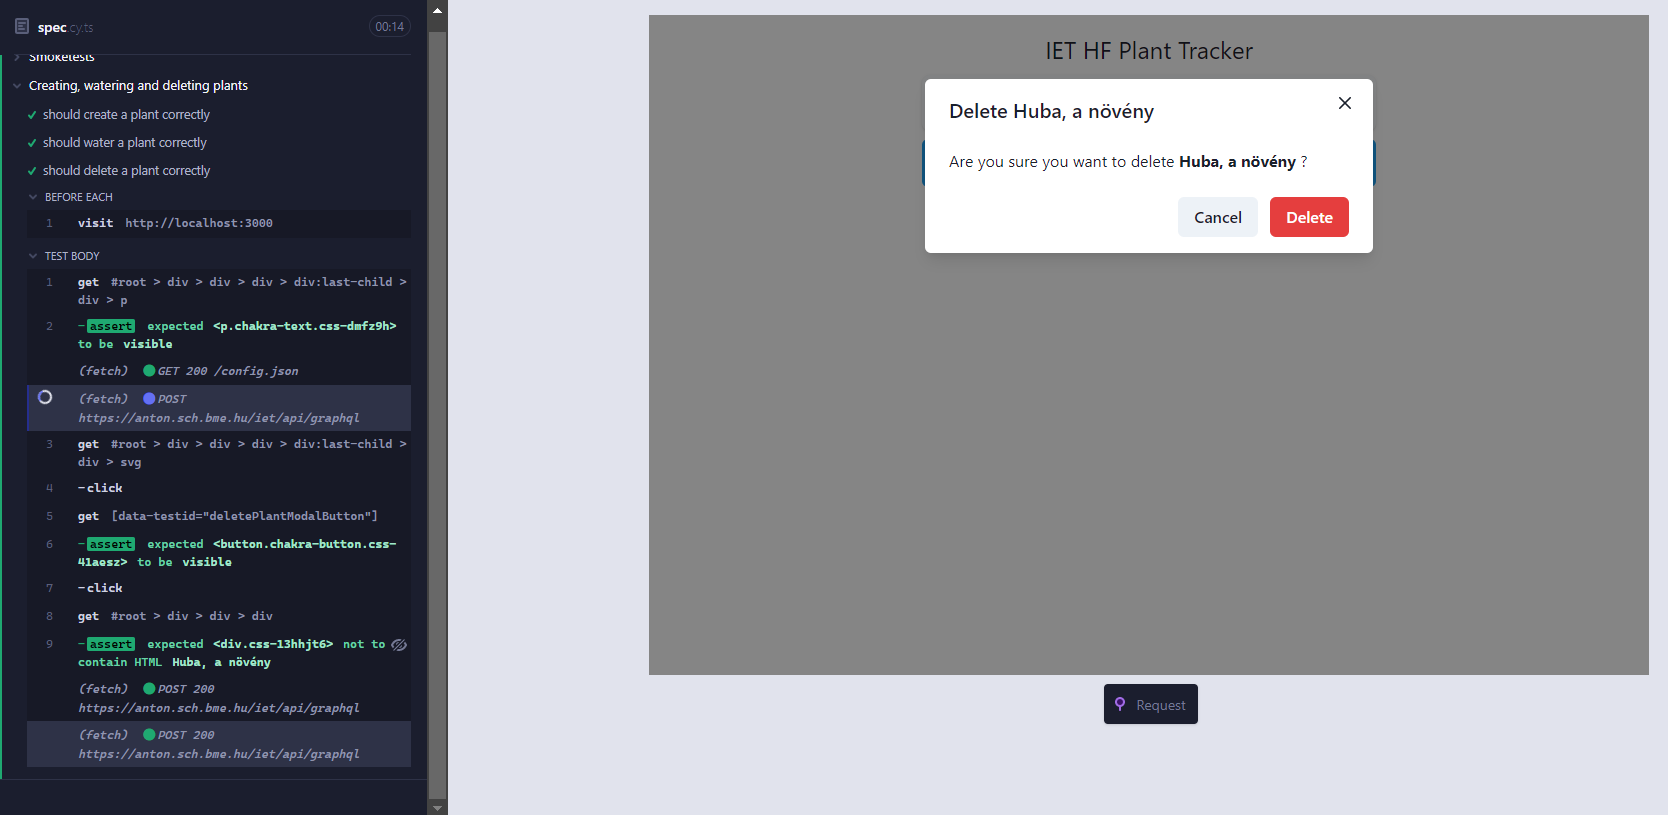 spec.cy.ts
00:14
Smoketests
Creating, watering and deleting plants
should create a plant correctly
should water a plant correctly
should delete a plant correctly
BEFORE EACH
1 visit http://localhost:3000
TEST BODY
1 get #root > div > div > div > div:last-child >
div > p
2 -assert expected <p.chakra-text.css-dmfz9h>
to be visible
(fetch) GET 200 /config.json
(fetch) POST
https://anton.sch.bme.hu/iet/api/graphql
3 get #root > div > div > div > div:last-child >
div > svg
4 -click
5 get [data-testid="deletePlantModalButton"]
6 -assert expected <button.chakra-button.css-
41aesz> to be visible
7 -click
8 get #root > div > div > div
9 -assert expected <div.css-13hhjt6> not to
contain HTML Huba, a növény
(fetch) POST 200
https://anton.sch.bme.hu/iet/api/graphql
(fetch) POST 200
https://anton.sch.bme.hu/iet/api/graphql
IET HF Plant Tracker
Delete Huba, a növény
Are you sure you want to delete Huba, a növény ?
Cancel
Delete
Request